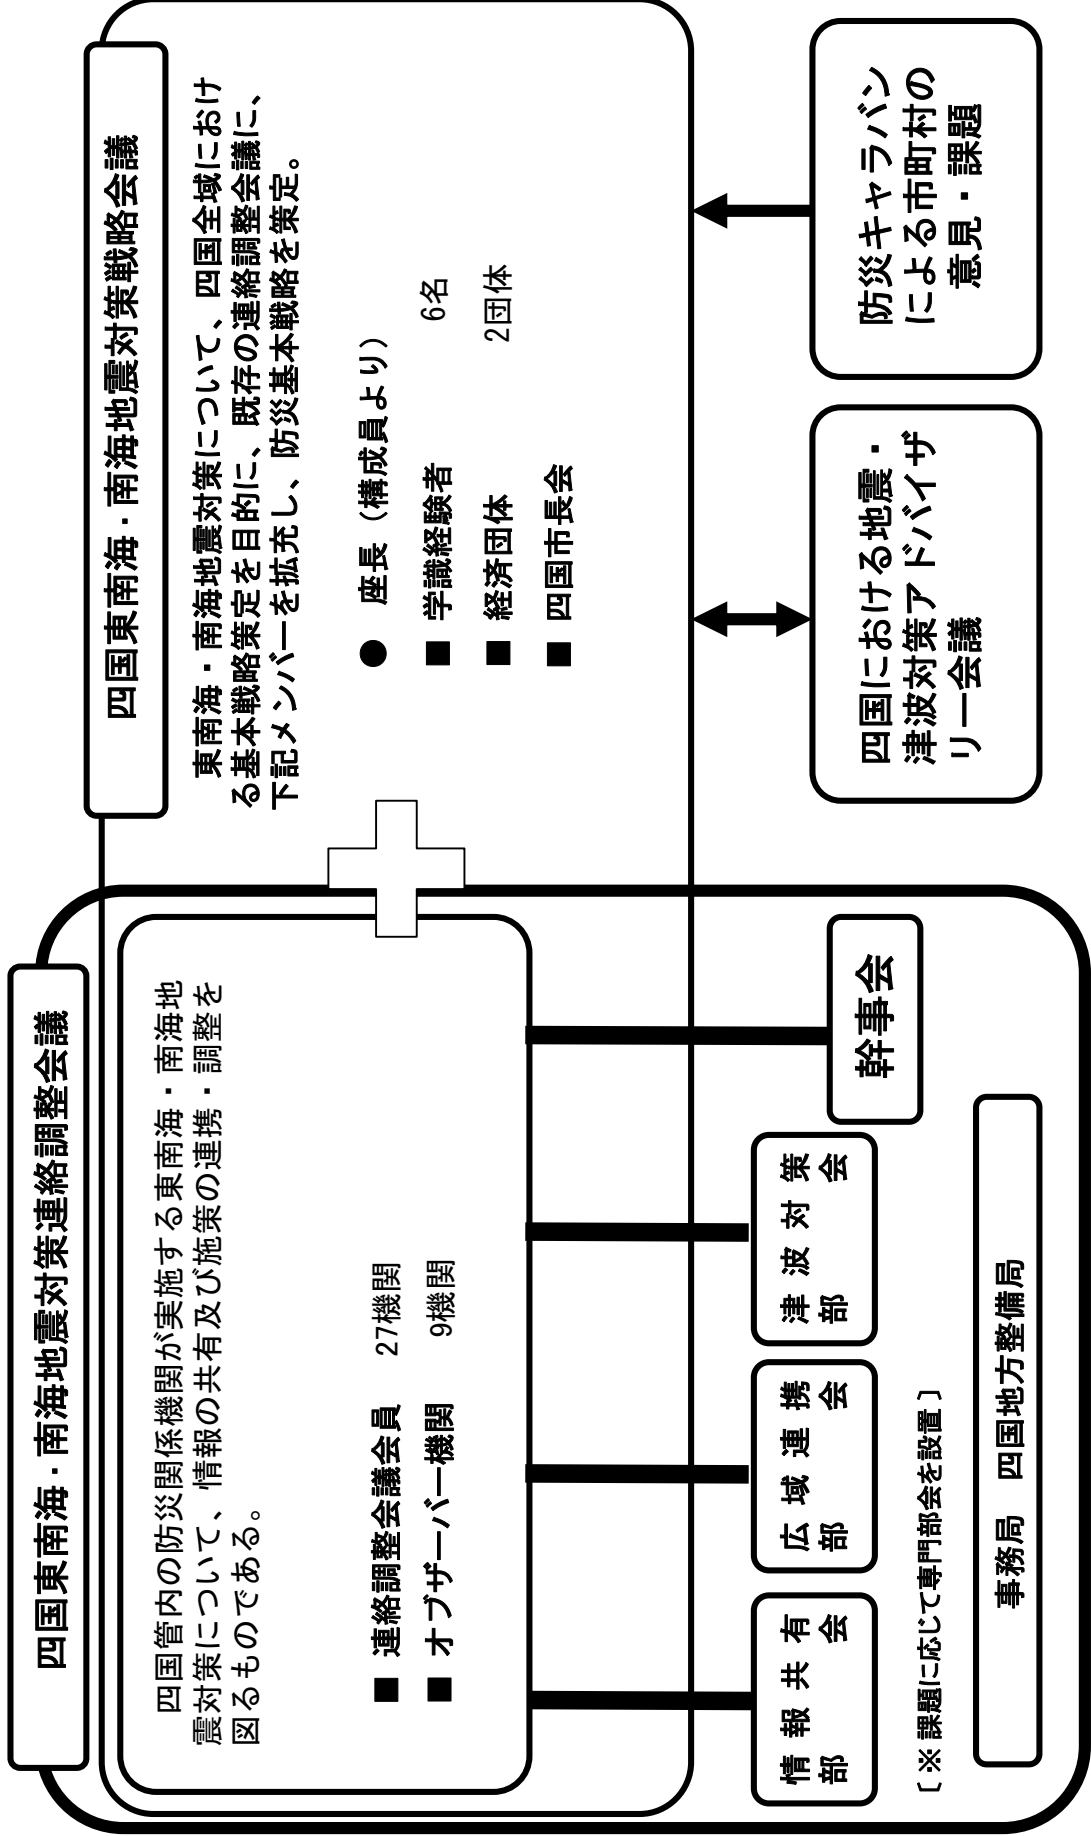 四国東南海・南海地震対策連絡調整会議
四国管内の防災関係機関が実施する東南海・南海地
震対策について、情報の共有及び施策の連携・調整を
図るものである。
■ 連絡調整会議会員 27機関
■ オブザーバー機関 9機関
情報共有
部会
広域連携
部会
津波対策
部会
幹事会
〔※課題に応じて専門部会を設置〕
事務局 四国地方整備局
四国東南海・南海地震対策戦略会議
東南海・南海地震対策について、四国全域におけ
る基本戦略策定を目的に、既存の連絡調整会議に、
下記メンバーを拡充し、防災基本戦略を策定。
● 座長（構成員より）
■ 学識経験者 6名
■ 経済団体 2団体
■ 四国市長会
四国における地震・
津波対策アドバイザ
リー会議
防災キャラバン
による市町村の
意見・課題